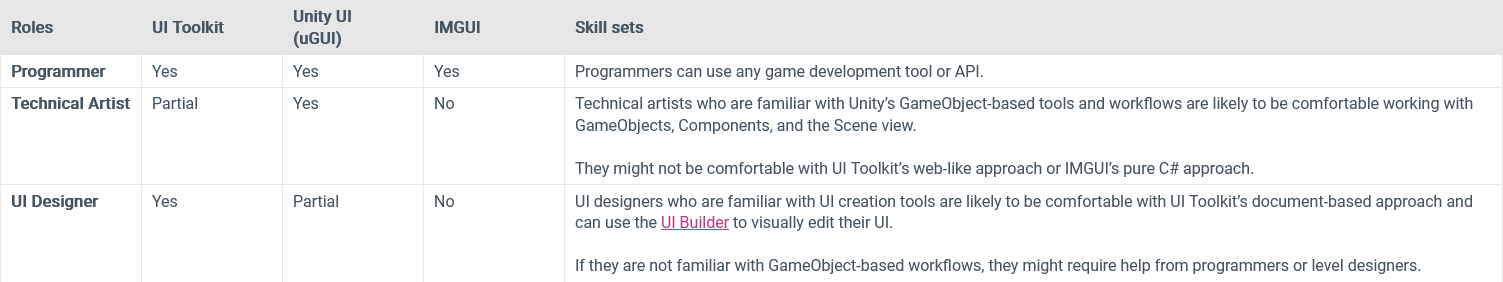 Roles UI Toolkit Unity UI (uGUI) IMGUI Skill sets
Programmer Yes Yes Yes Programmers can use any game development tool or API.
Technical Artist Partial Yes No Technical artists who are familiar with Unity’s GameObject-based tools and workflows are likely to be comfortable working with
GameObjects, Components, and the Scene view.
They might not be comfortable with UI Toolkit’s web-like approach or IMGUI’s pure C# approach.
UI Designer Yes Partial No UI designers who are familiar with UI creation tools are likely to be comfortable with UI Toolkit’s document-based approach and
can use the UI Builder to visually edit their UI.
If they are not familiar with GameObject-based workflows, they might require help from programmers or level designers.